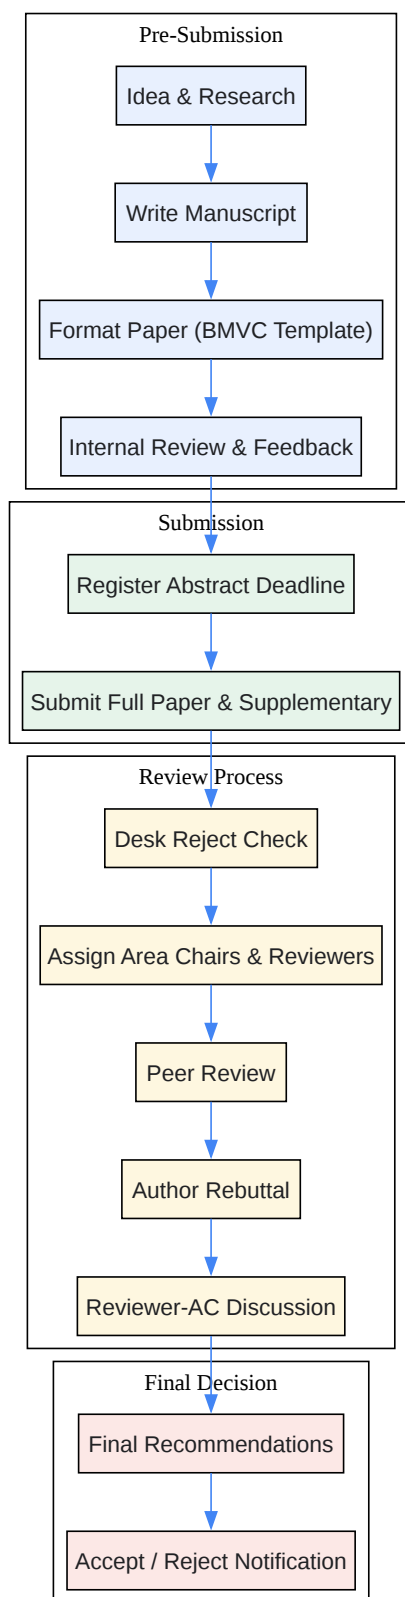 Pre-Submission
Idea & Research
Write Manuscript
Format Paper (BMVC Template)
Internal Review & Feedback
Submission
Register Abstract Deadline
Submit Full Paper & Supplementary
Review Process
Desk Reject Check
Assign Area Chairs & Reviewers
Peer Review
Author Rebuttal
Reviewer-AC Discussion
Final Decision
Final Recommendations
Accept / Reject Notification